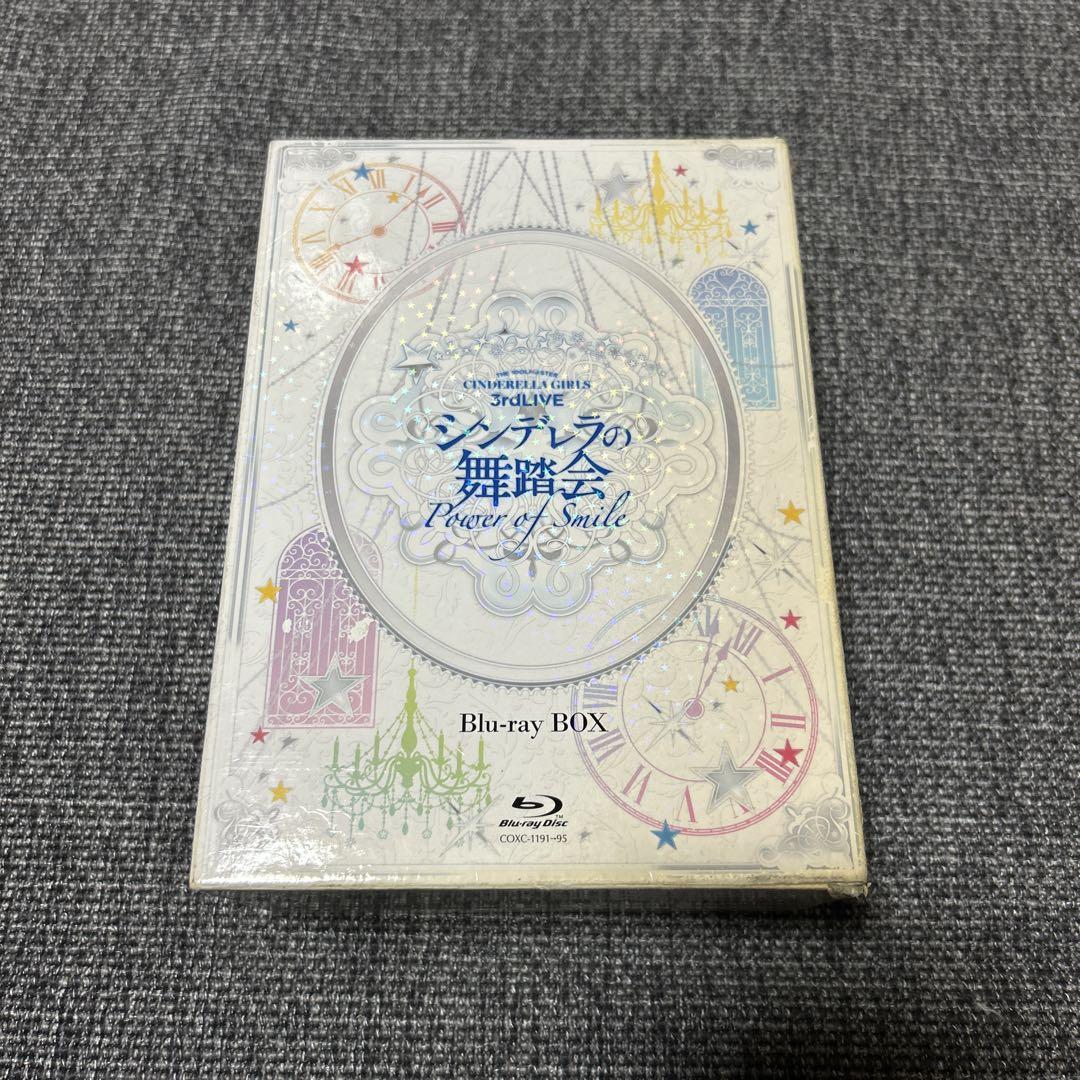 THE IDOLM@STER
CINDERELLA GIRLS
3rdLIVE
シンデレラの
舞踏会
Power of Smile
Blu-ray BOX
Blu-ray Disc™
COXC-1191→95